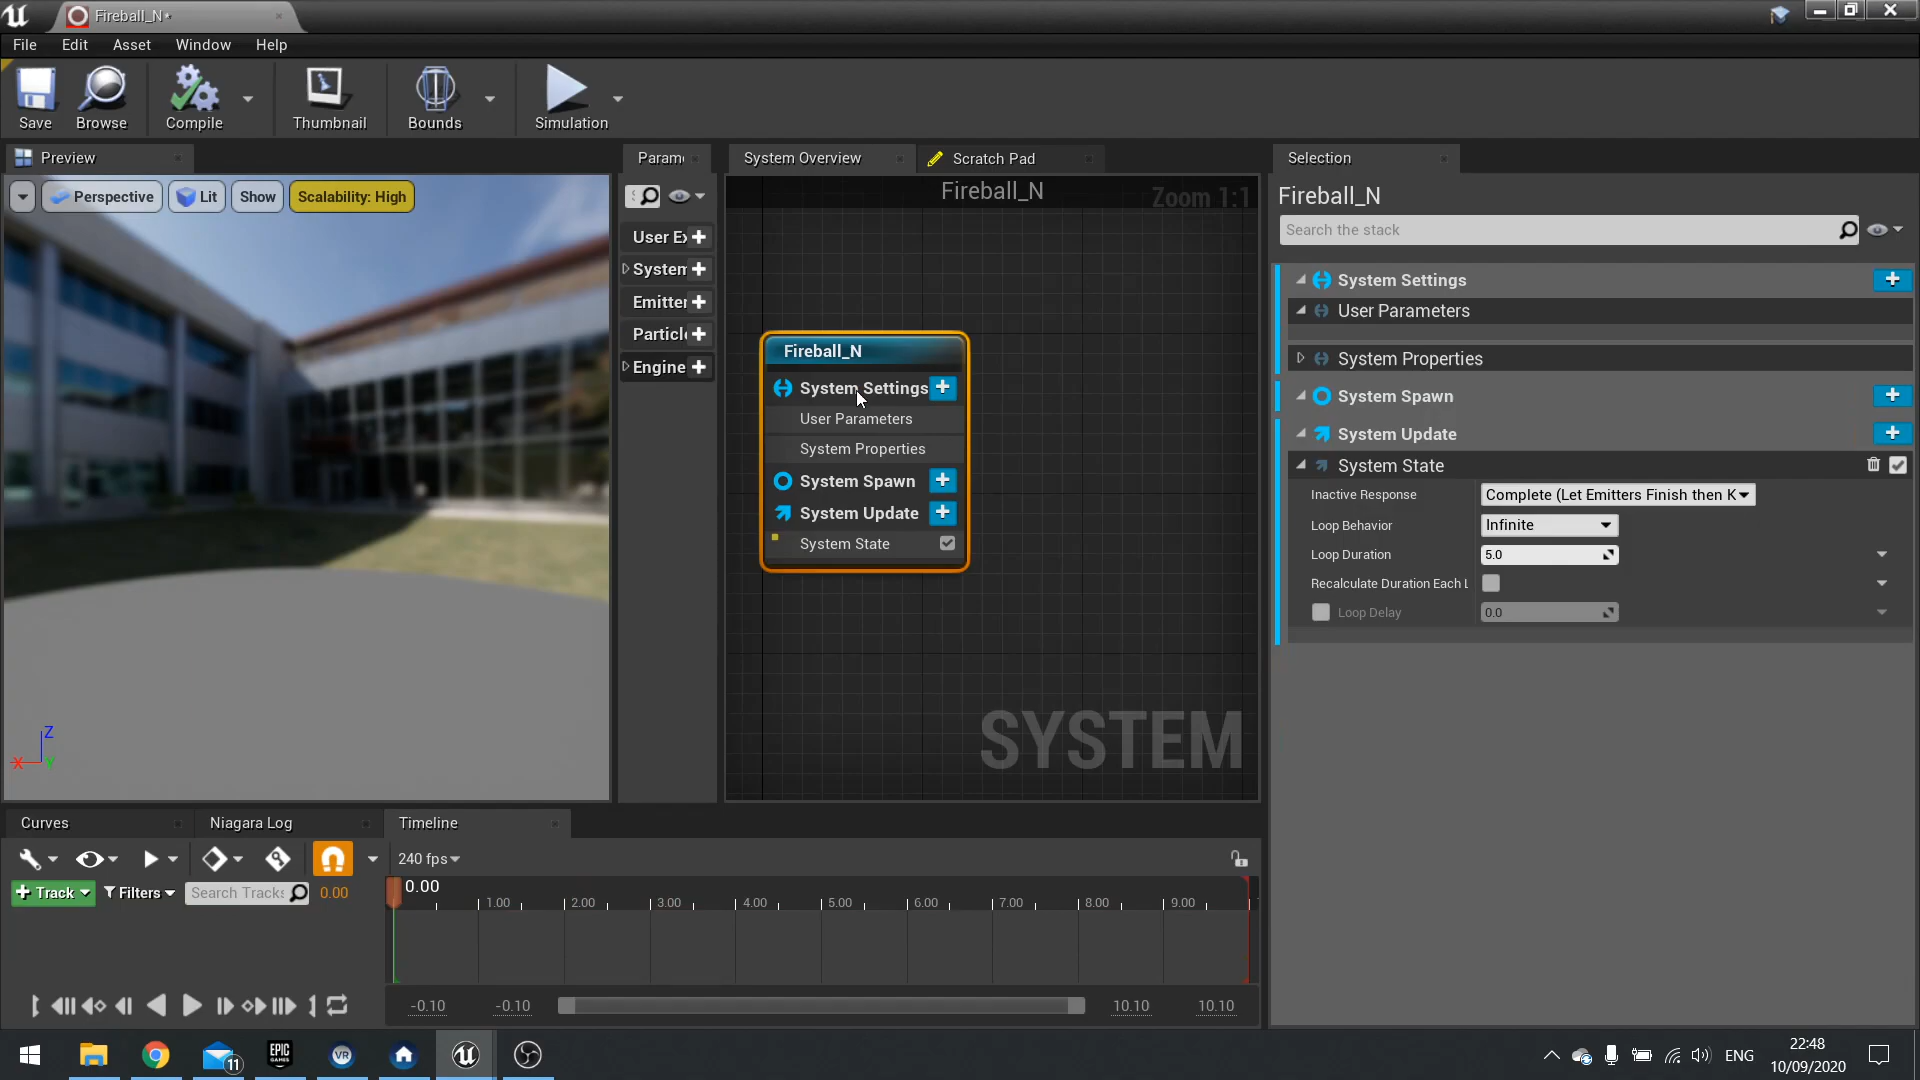 Fireball_N*
File Edit Asset Window Help
Save Browse Compile Thumbnail Bounds Simulation
Preview
Param
System Overview
Scratch Pad
Selection
Perspective Lit Show Scalability: High
Fireball_N
Zoom 1:1
Fireball_N
Search the stack
User Ex
System
Emitter
Particle
Engine
Fireball_N
System Settings
User Parameters
System Properties
System Spawn
System Update
System State
SYSTEM
System Settings
User Parameters
System Properties
System Spawn
System Update
System State
Inactive Response Complete (Let Emitters Finish then K
Loop Behavior Infinite
Loop Duration 5.0
Recalculate Duration Each L
Loop Delay 0.0
X Z Y
Curves Niagara Log Timeline
240 fps
Track Filters Search Tracks 0.00
0.00
1.00 2.00 3.00 4.00 5.00 6.00 7.00 8.00 9.00
-0.10 -0.10 10.10 10.10
11
EPIC GAMES
VR
ENG
22:48
10/09/2020